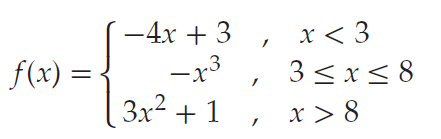 f(x) = { −4x + 3 , x < 3
−x³ , 3 ≤ x ≤ 8
3x² + 1 , x > 8